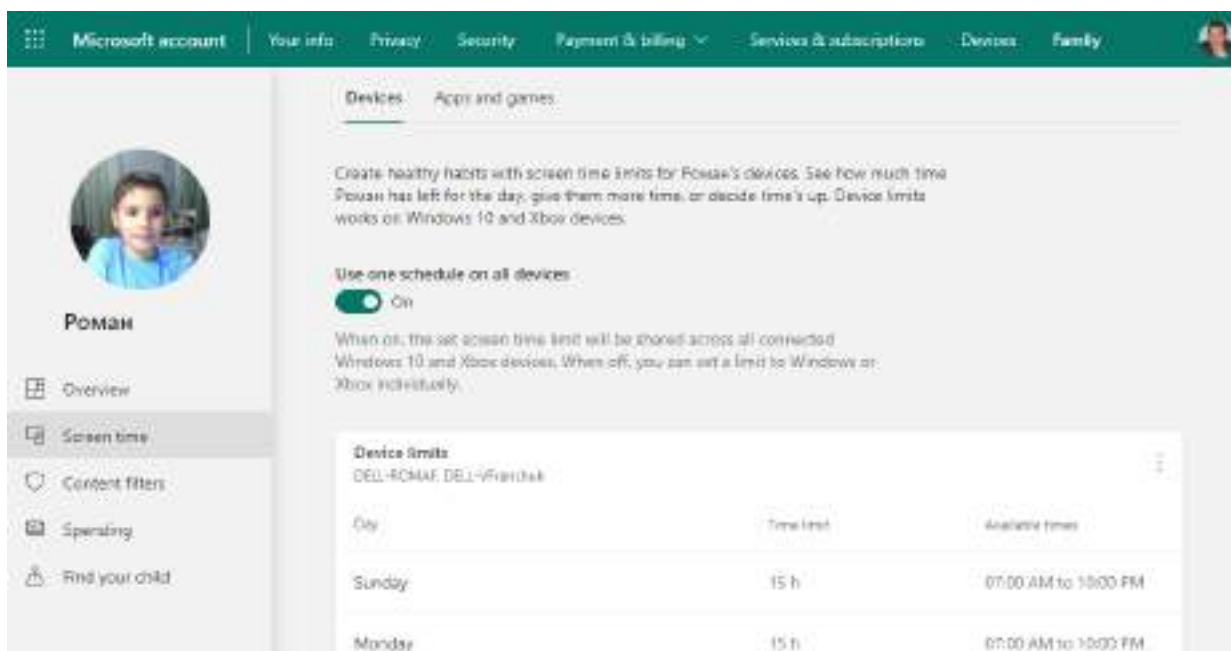 Microsoft account Your info Privacy Security Payment & billing Services & subscriptions Devices Family
Devices Apps and games
Create healthy habits with screen time limits for Роман's devices. See how much time
Роман has left for the day, give them more time, or decide time's up. Device limits
works on Windows 10 and Xbox devices.
Use one schedule on all devices
On
When on, the set screen time limit will be shared across all connected
Windows 10 and Xbox devices. When off, you can set a limit to Windows or
Xbox individually.
Роман
Overview
Screen time
Content filters
Spending
Find your child
Device limits
Day Time limit Available times
Sunday 15 h 07:00 AM to 10:00 PM
Monday 15 h 07:00 AM to 10:00 PM